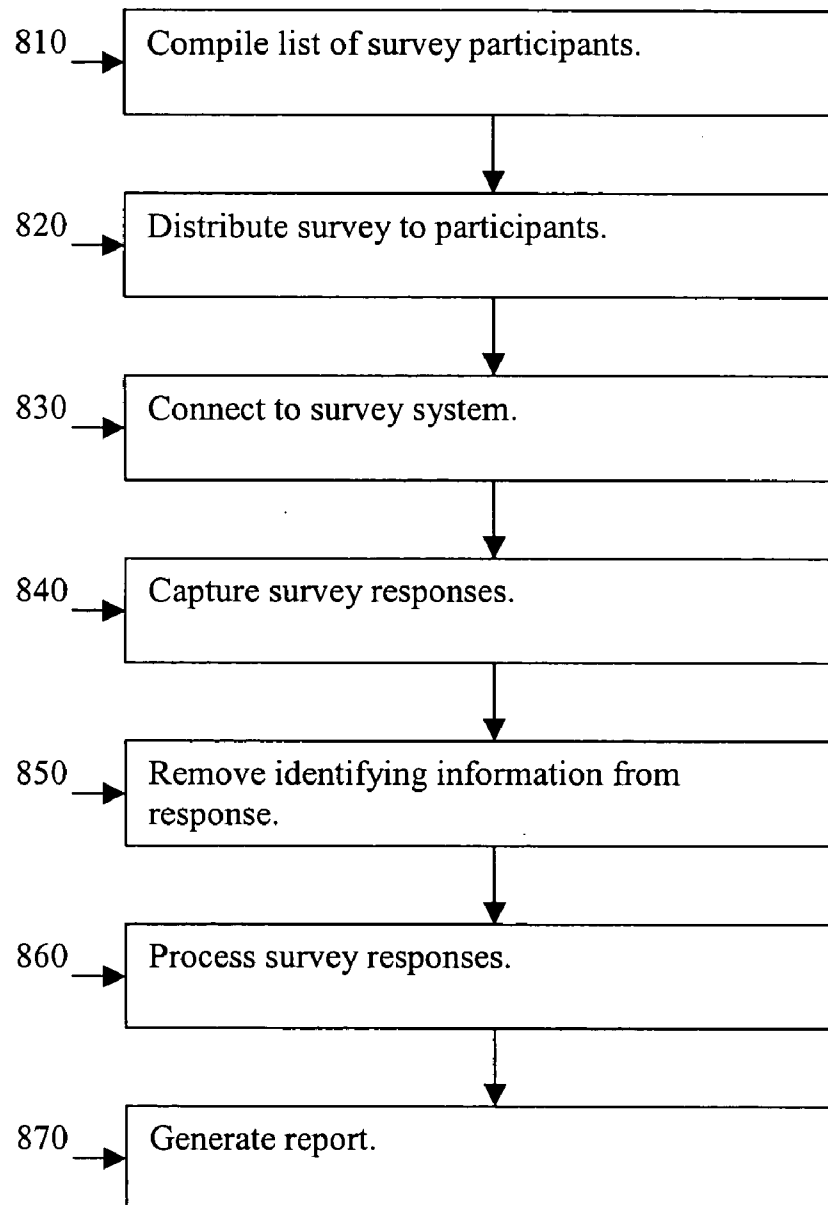 810
Compile list of survey participants.
820
Distribute survey to participants.
830
Connect to survey system.
840
Capture survey responses.
850
Remove identifying information from
response.
860
Process survey responses.
870
Generate report.